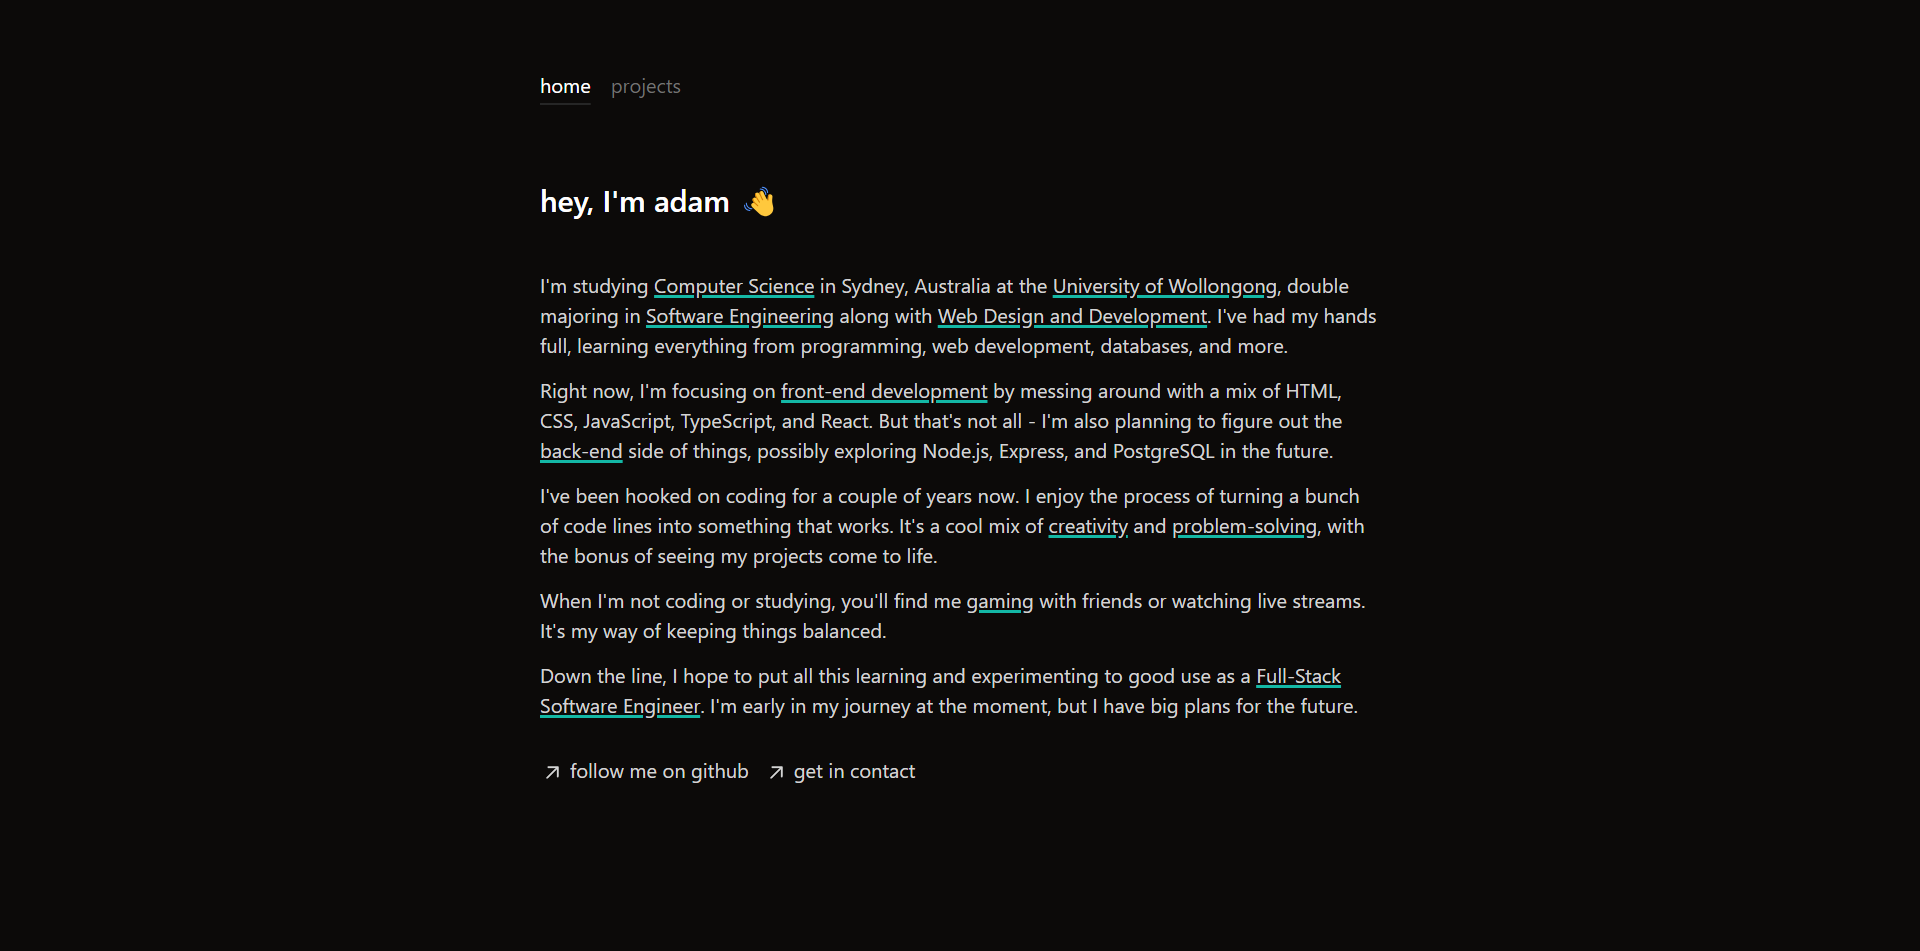 home projects
hey, I'm adam 👋
I'm studying Computer Science in Sydney, Australia at the University of Wollongong, double
majoring in Software Engineering along with Web Design and Development. I've had my hands
full, learning everything from programming, web development, databases, and more.
Right now, I'm focusing on front-end development by messing around with a mix of HTML,
CSS, JavaScript, TypeScript, and React. But that's not all - I'm also planning to figure out the
back-end side of things, possibly exploring Node.js, Express, and PostgreSQL in the future.
I've been hooked on coding for a couple of years now. I enjoy the process of turning a bunch
of code lines into something that works. It's a cool mix of creativity and problem-solving, with
the bonus of seeing my projects come to life.
When I'm not coding or studying, you'll find me gaming with friends or watching live streams.
It's my way of keeping things balanced.
Down the line, I hope to put all this learning and experimenting to good use as a Full-Stack
Software Engineer. I'm early in my journey at the moment, but I have big plans for the future.
follow me on github get in contact